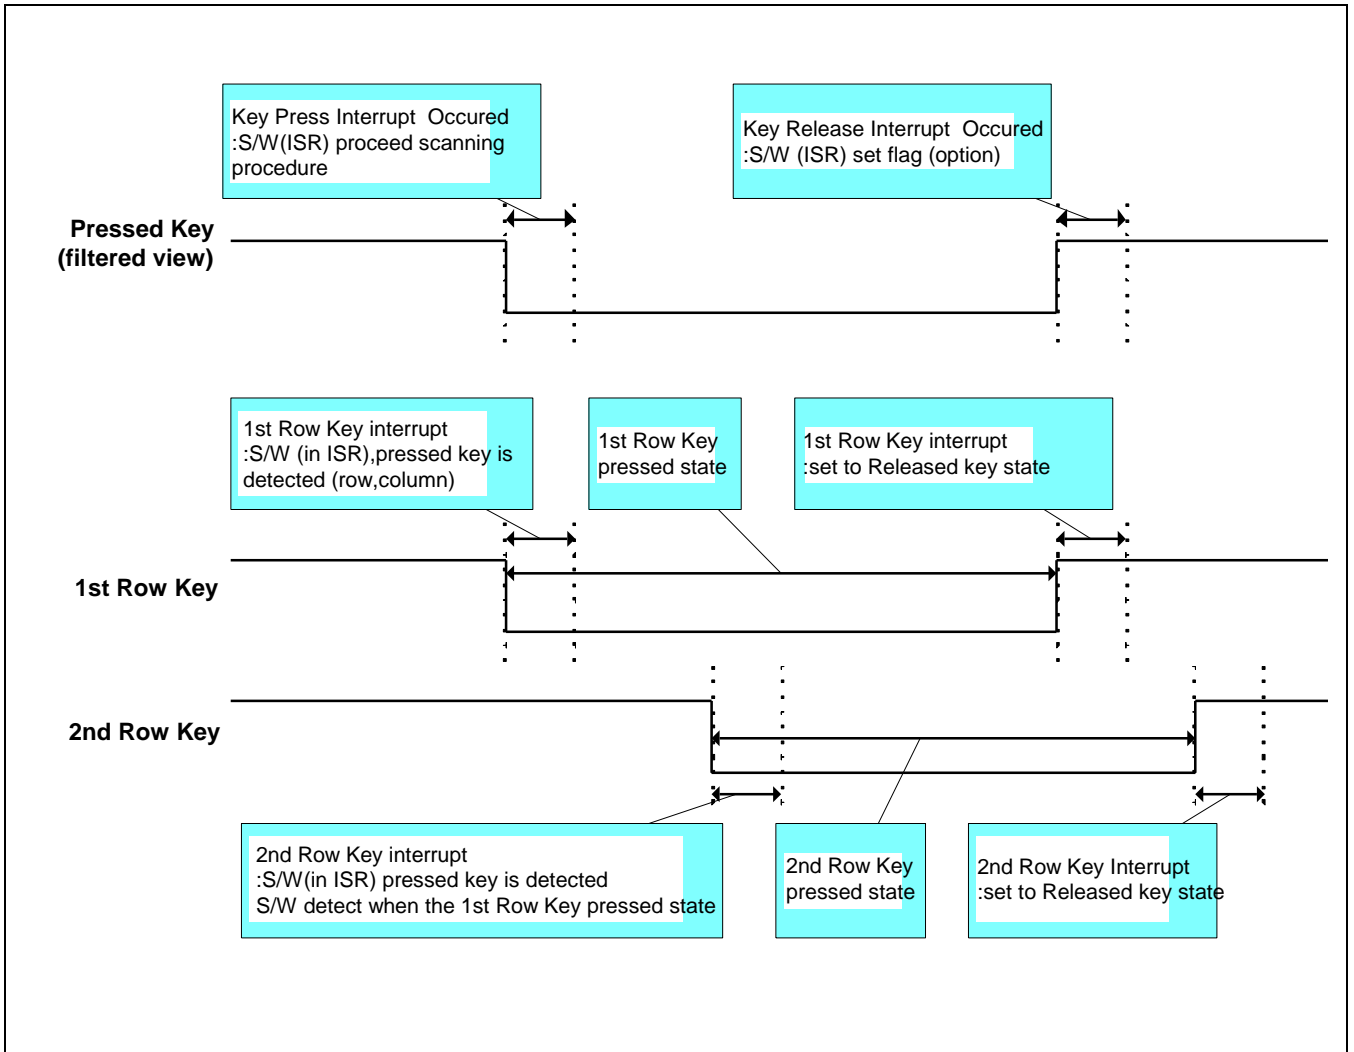 Key Press Interrupt  Occured
:S/W(ISR) proceed scanning
procedure
Key Release Interrupt  Occured
:S/W (ISR) set flag (option)
Pressed Key
(filtered view)
1st Row Key interrupt
:S/W (in ISR),pressed key is
detected (row,column)
1st Row Key
pressed state
1st Row Key interrupt
:set to Released key state
1st Row Key
2nd Row Key
2nd Row Key interrupt
:S/W(in ISR) pressed key is detected
S/W detect when the 1st Row Key pressed state
2nd Row Key
pressed state
2nd Row Key Interrupt
:set to Released key state